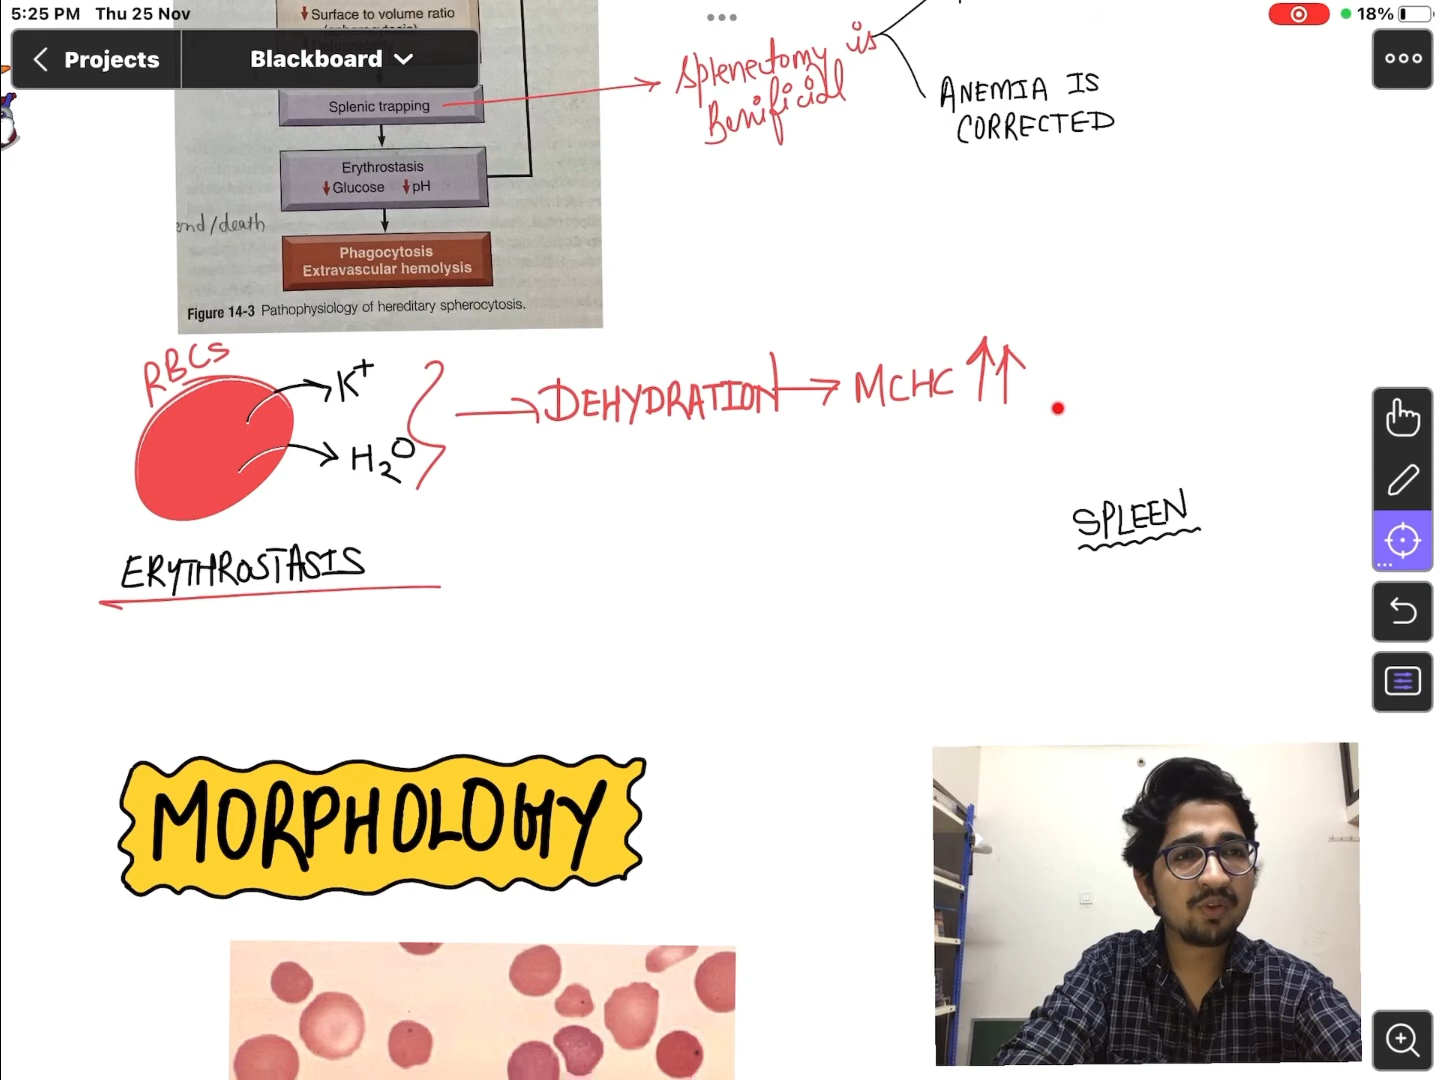 5:25 PM Thu 25 Nov
18%
Projects
Blackboard
Surface to volume ratio
Splenic trapping
Erythrostasis
Glucose pH
end/death
Phagocytosis
Extravascular hemolysis
Figure 14-3 Pathophysiology of hereditary spherocytosis.
Splenectomy is
Benificial
ANEMIA IS
CORRECTED
RBCS
K+
H2O
DEHYDRATION
MCHC
SPLEEN
ERYTHROSTASIS
MORPHOLOGY